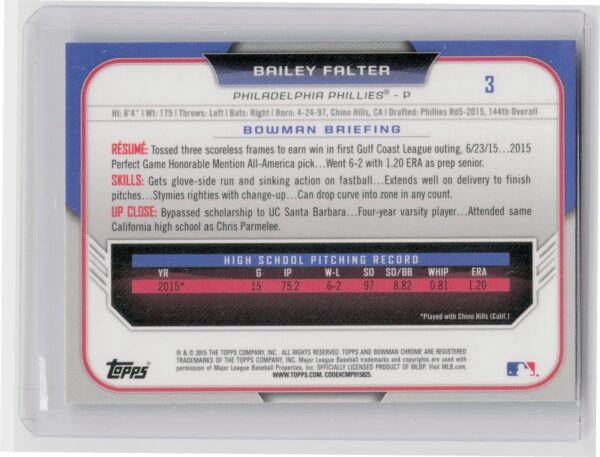 BAILEY FALTER
3
PHILADELPHIA PHILLIES® - P
Ht: 6'4" | Wt: 175 | Throws: Left | Bats: Right | Born: 4-24-97, Chino Hills, CA | Drafted: Phillies Rd5-2015, 144th Overall
BOWMAN BRIEFING
RÉSUMÉ: Tossed three scoreless frames to earn win in first Gulf Coast League outing, 6/23/15...2015
Perfect Game Honorable Mention All-America pick...Went 6-2 with 1.20 ERA as prep senior.
SKILLS: Gets glove-side run and sinking action on fastball...Extends well on delivery to finish
pitches...Stymies righties with change-up...Can drop curve into zone in any count.
UP CLOSE: Bypassed scholarship to UC Santa Barbara...Four-year varsity player...Attended same
California high school as Chris Parmelee.
HIGH SCHOOL PITCHING RECORD
YR G IP W-L SO SO/BB WHIP ERA
2015* 15 75.2 6-2 97 8.82 0.81 1.20
*Played with Chino Hills (Calif.)
Topps
® & © 2015 THE TOPPS COMPANY, INC. ALL RIGHTS RESERVED. TOPPS AND BOWMAN CHROME ARE REGISTERED
TRADEMARKS OF THE TOPPS COMPANY, INC. Major League Baseball trademarks and copyrights are used with
permission of Major League Baseball Properties, Inc. OFFICIALLY LICENSED PRODUCT OF MLBP. Visit MLB.com.
WWW.TOPPS.COM. CODE#CMP015025.